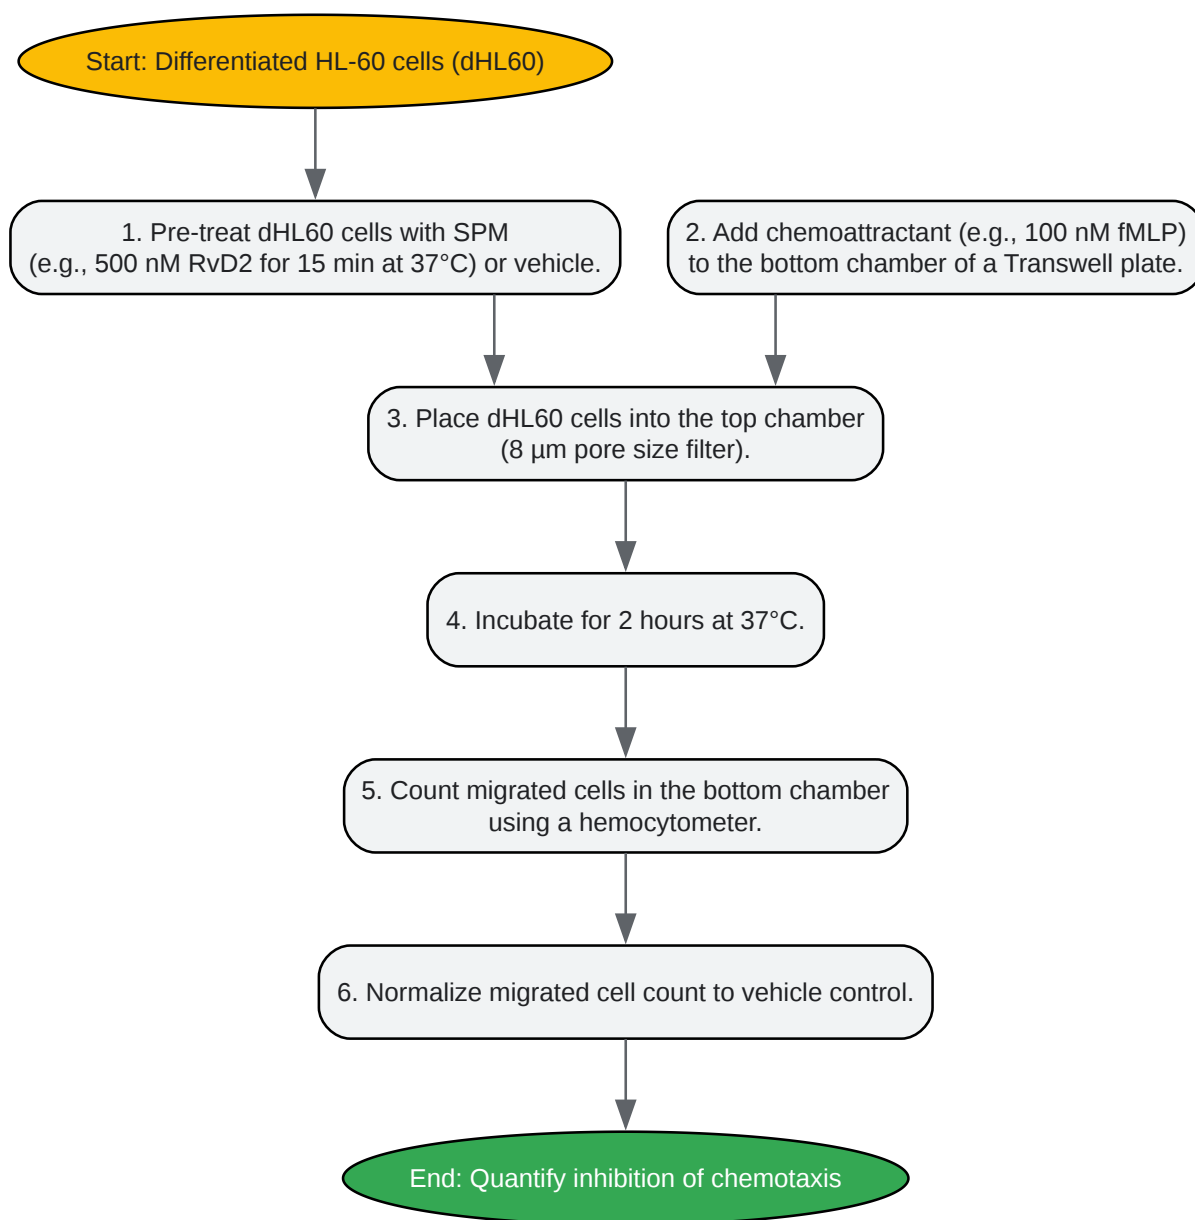 Start: Differentiated HL-60 cells (dHL60)
1. Pre-treat dHL60 cells with SPM
(e.g., 500 nM RvD2 for 15 min at 37°C) or vehicle.
2. Add chemoattractant (e.g., 100 nM fMLP)
to the bottom chamber of a Transwell plate.
3. Place dHL60 cells into the top chamber
(8 µm pore size filter).
4. Incubate for 2 hours at 37°C.
5. Count migrated cells in the bottom chamber
using a hemocytometer.
6. Normalize migrated cell count to vehicle control.
End: Quantify inhibition of chemotaxis